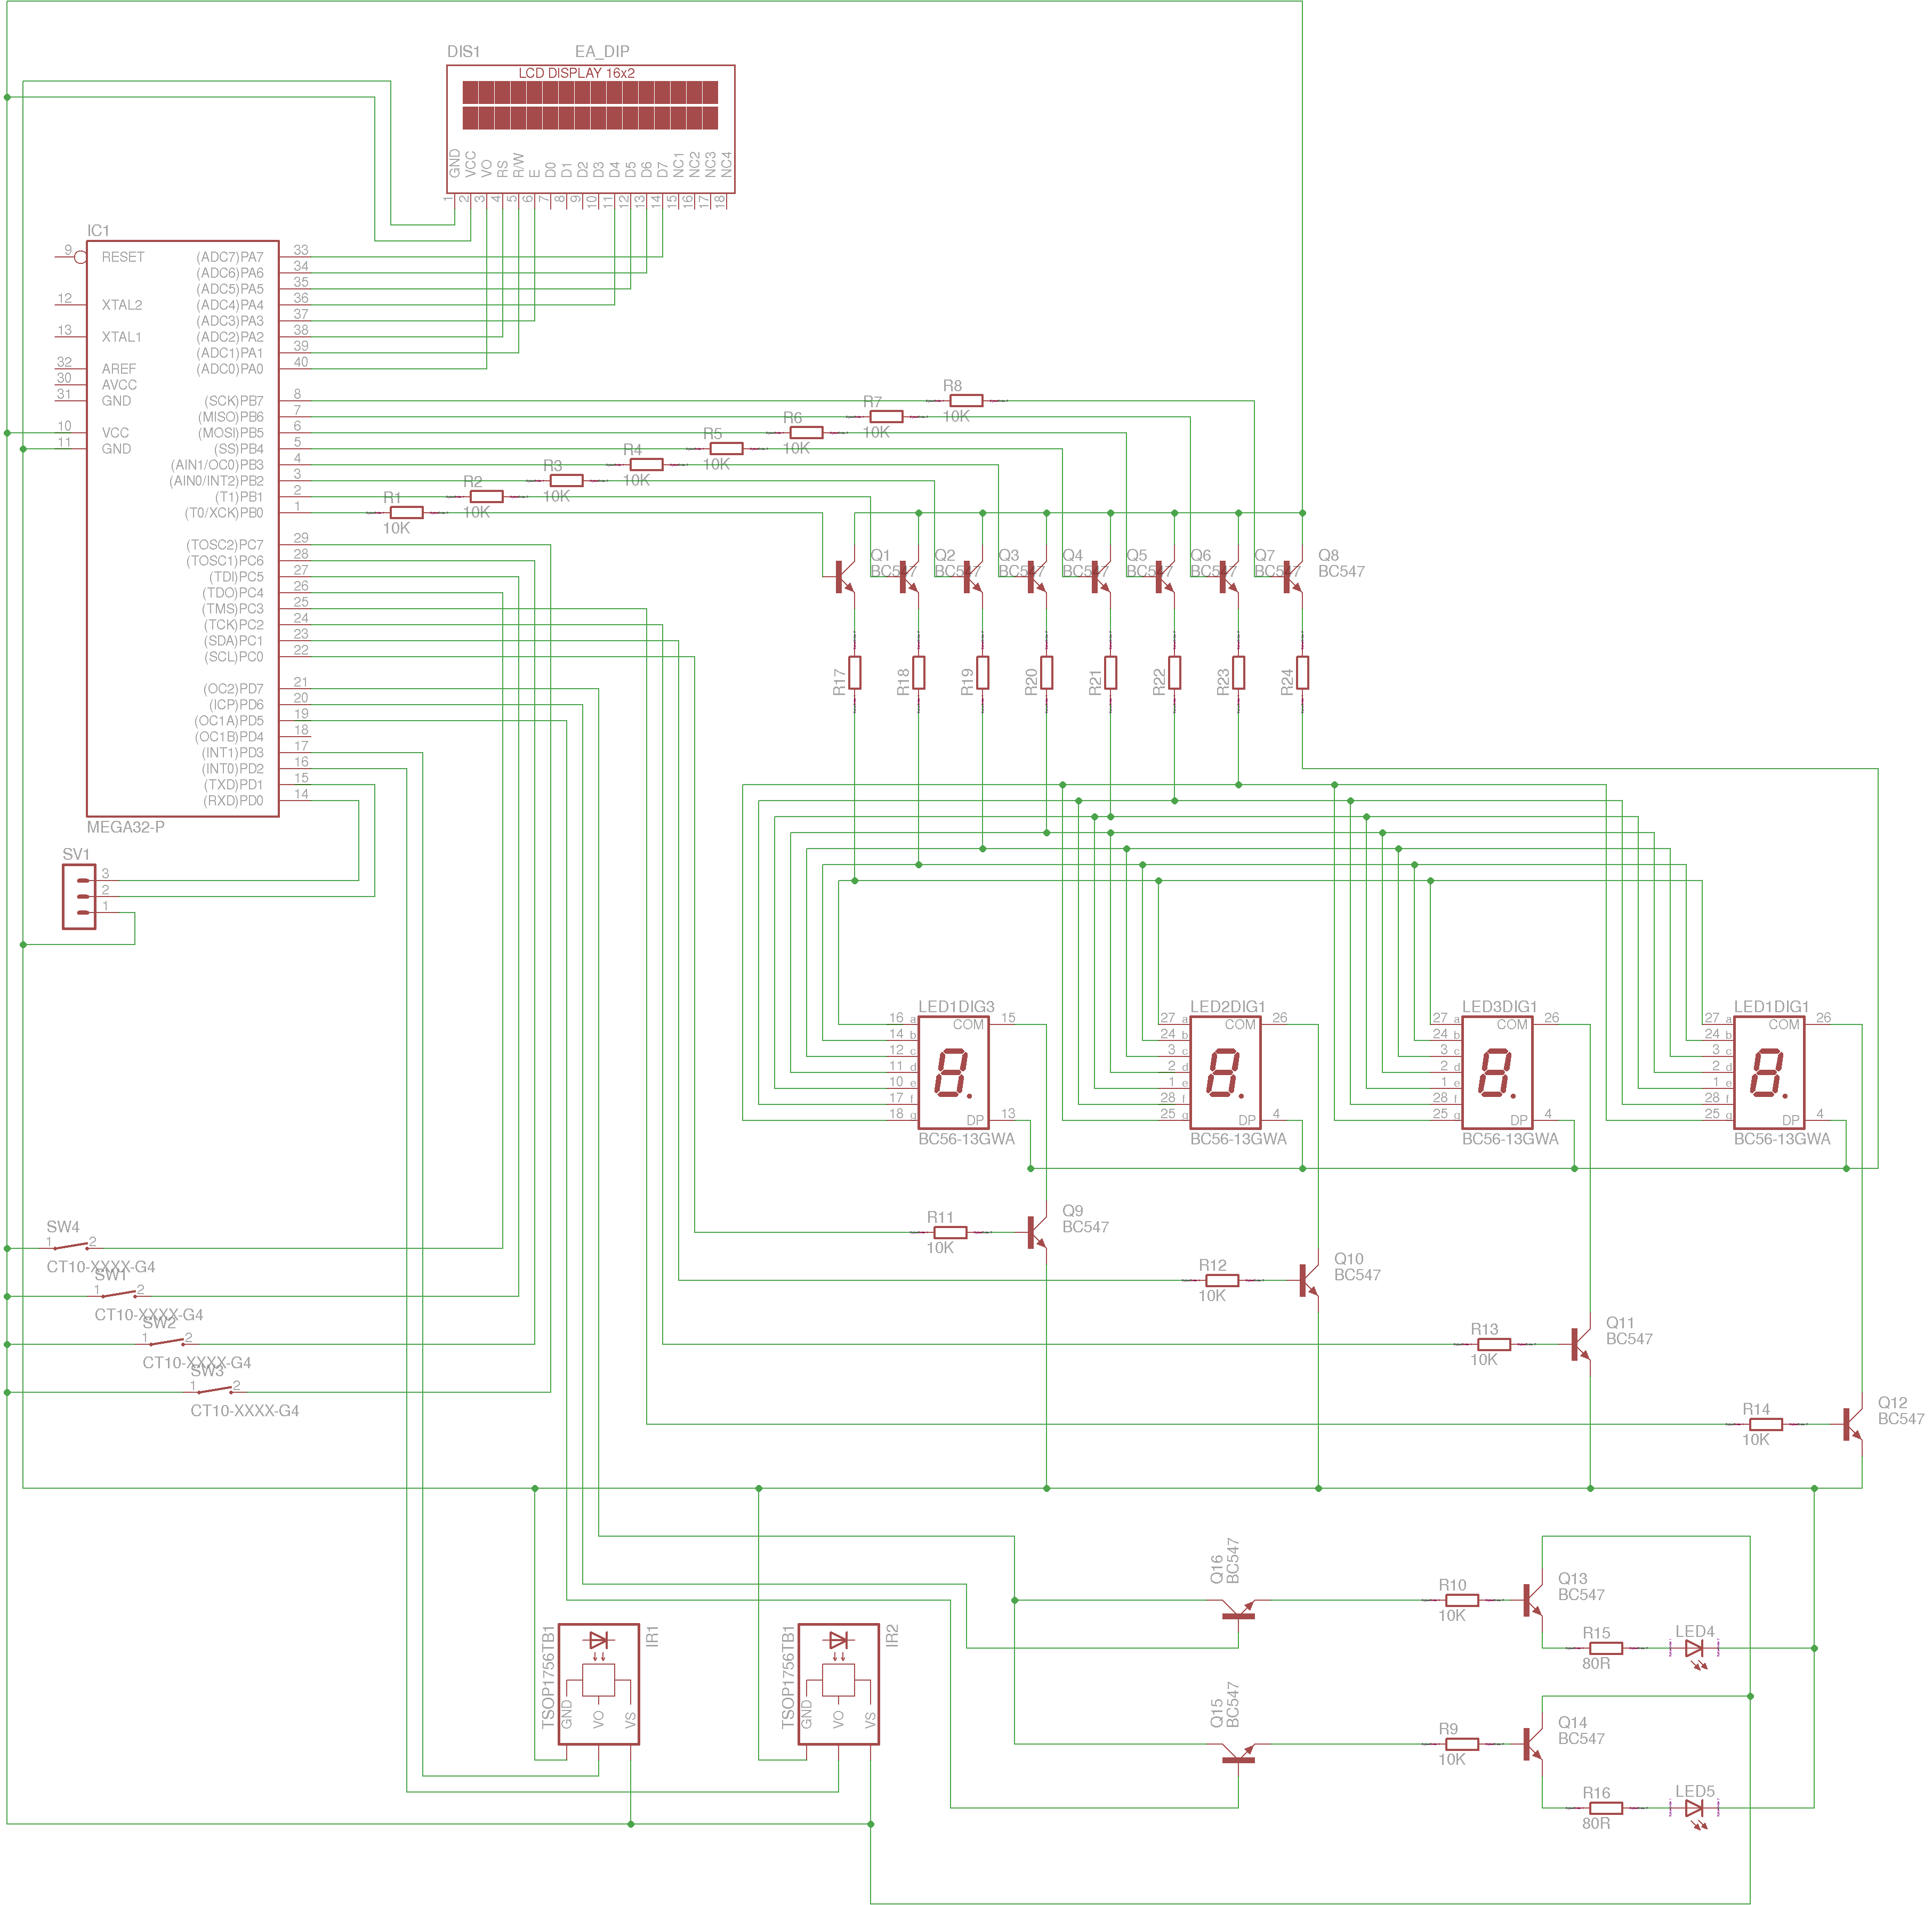 DIS1 EA_DIP
LCD DISPLAY 16x2
GND VCC VO RS R/W E D0 D1 D2 D3 D4 D5 D6 D7 NC1 NC2 NC3 NC4
1 2 3 4 5 6 7 8 9 10 11 12 13 14 15 16 17 18
IC1
9 RESET (ADC7)PA7 33
(ADC6)PA6 34
(ADC5)PA5 35
12 XTAL2 (ADC4)PA4 36
(ADC3)PA3 37
13 XTAL1 (ADC2)PA2 38
(ADC1)PA1 39
32 AREF (ADC0)PA0 40
30 AVCC
31 GND (SCK)PB7 8
(MISO)PB6 7
10 VCC (MOSI)PB5 6
11 GND (SS)PB4 5
(AIN1/OC0)PB3 4
(AIN0/INT2)PB2 3
(T1)PB1 2
(T0/XCK)PB0 1
(TOSC2)PC7 29
(TOSC1)PC6 28
(TDI)PC5 27
(TDO)PC4 26
(TMS)PC3 25
(TCK)PC2 24
(SDA)PC1 23
(SCL)PC0 22
(OC2)PD7 21
(ICP)PD6 20
(OC1A)PD5 19
(OC1B)PD4 18
(INT1)PD3 17
(INT0)PD2 16
(TXD)PD1 15
(RXD)PD0 14
MEGA32-P
R8
10K
R7
10K
R6
10K
R5
10K
R4
10K
R3
10K
R2
10K
R1
10K
Q1 Q2 Q3 Q4 Q5 Q6 Q7 Q8
BC547 BC547 BC547 BC547 BC547 BC547 BC547 BC547
R17 R18 R19 R20 R21 R22 R23 R24
SV1
3
2
1
LED1DIG3 LED2DIG1 LED3DIG1 LED1DIG1
16 a COM 15 27 a COM 26 27 a COM 26 27 a COM 26
14 b 24 b 24 b 24 b
12 c 3 c 3 c 3 c
11 d 2 d 2 d 2 d
10 e 1 e 1 e 1 e
17 f 28 f 28 f 28 f
18 g DP 13 25 g DP 4 25 g DP 4 25 g DP 4
BC56-13GWA BC56-13GWA BC56-13GWA BC56-13GWA
R11
10K
Q9
BC547
R12
10K
Q10
BC547
R13
10K
Q11
BC547
R14
10K
Q12
BC547
SW4
1 2
CT10-XXXX-G4
SW1
1 2
CT10-XXXX-G4
SW2
1 2
CT10-XXXX-G4
SW3
1 2
CT10-XXXX-G4
TSOP1756TB1 IR1
GND VO VS
TSOP1756TB1 IR2
GND VO VS
Q16
BC547
R10
10K
Q13
BC547
R15
80R
LED4
Q15
BC547
R9
10K
Q14
BC547
R16
80R
LED5